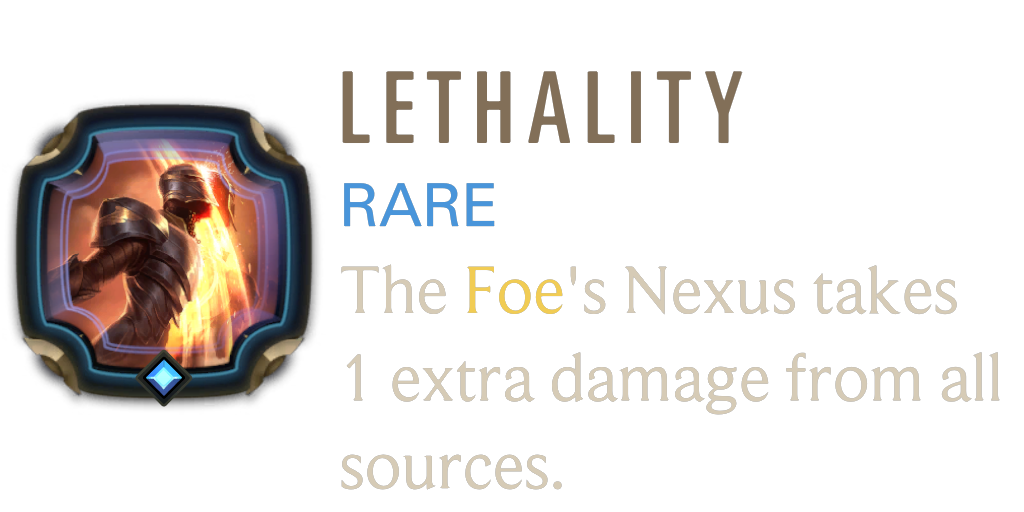 LETHALITY
RARE
The Foe's Nexus takes
1 extra damage from all
sources.